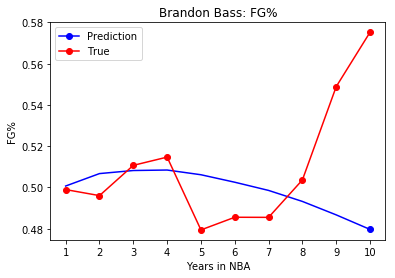 Brandon Bass: FG%
Prediction
True
FG%
0.58
0.56
0.54
0.52
0.50
0.48
1 2 3 4 5 6 7 8 9 10
Years in NBA